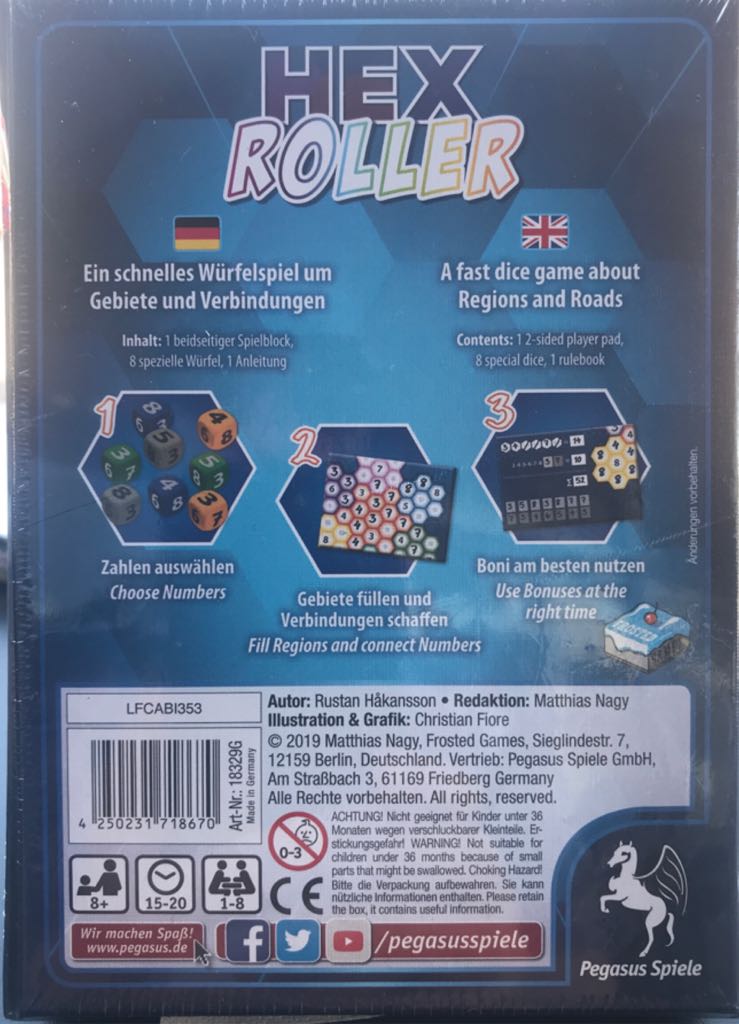 HEX
ROLLER
Ein schnelles Würfelspiel um
Gebiete und Verbindungen
Inhalt: 1 beidseitiger Spielblock,
8 spezielle Würfel, 1 Anleitung
A fast dice game about
Regions and Roads
Contents: 1 2-sided player pad,
8 special dice, 1 rulebook
1
Zahlen auswählen
Choose Numbers
2
Gebiete füllen und
Verbindungen schaffen
Fill Regions and connect Numbers
3
Boni am besten nutzen
Use Bonuses at the
right time
Änderungen vorbehalten.
FROSTED
LFCABI353
4 250231 718670
Art-Nr.: 18329G
Made in Germany
Autor: Rustan Håkansson • Redaktion: Matthias Nagy
Illustration & Grafik: Christian Fiore
© 2019 Matthias Nagy, Frosted Games, Sieglindestr. 7,
12159 Berlin, Deutschland. Vertrieb: Pegasus Spiele GmbH,
Am Straßbach 3, 61169 Friedberg Germany
Alle Rechte vorbehalten. All rights, reserved.
0-3
ACHTUNG! Nicht geeignet für Kinder unter 36
Monaten wegen verschluckbarer Kleinteile. Er-
stickungsgefahr! WARNING! Not suitable for
children under 36 months because of small
parts that might be swallowed. Choking Hazard!
Bitte die Verpackung aufbewahren. Sie kann
nützliche Informationen enthalten. Please retain
the box, it contains useful information.
CE
8+
15-20
1-8
Wir machen Spaß!
www.pegasus.de
/pegasusspiele
Pegasus Spiele